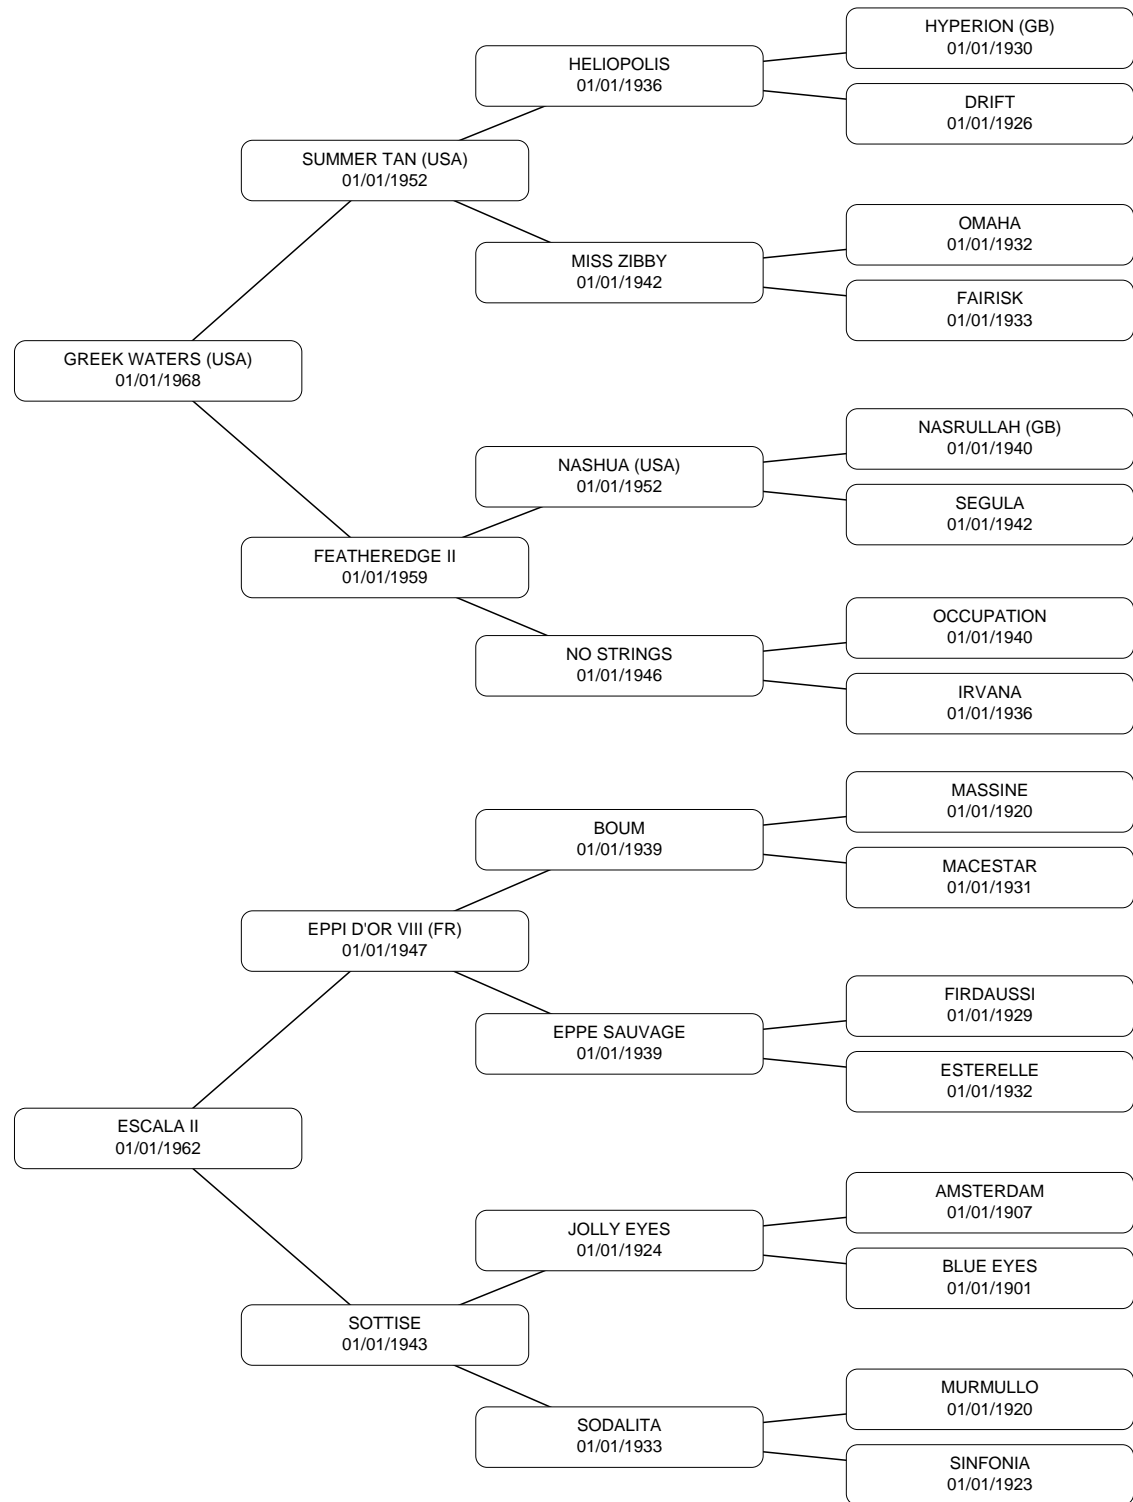 HYPERION (GB)
01/01/1930
HELIOPOLIS
01/01/1936
DRIFT
01/01/1926
SUMMER TAN (USA)
01/01/1952
OMAHA
01/01/1932
MISS ZIBBY
01/01/1942
FAIRISK
01/01/1933
GREEK WATERS (USA)
01/01/1968
NASRULLAH (GB)
01/01/1940
NASHUA (USA)
01/01/1952
SEGULA
01/01/1942
FEATHEREDGE II
01/01/1959
OCCUPATION
01/01/1940
NO STRINGS
01/01/1946
IRVANA
01/01/1936
MASSINE
01/01/1920
BOUM
01/01/1939
MACESTAR
01/01/1931
EPPI D'OR VIII (FR)
01/01/1947
FIRDAUSSI
01/01/1929
EPPE SAUVAGE
01/01/1939
ESTERELLE
01/01/1932
ESCALA II
01/01/1962
AMSTERDAM
01/01/1907
JOLLY EYES
01/01/1924
BLUE EYES
01/01/1901
SOTTISE
01/01/1943
MURMULLO
01/01/1920
SODALITA
01/01/1933
SINFONIA
01/01/1923